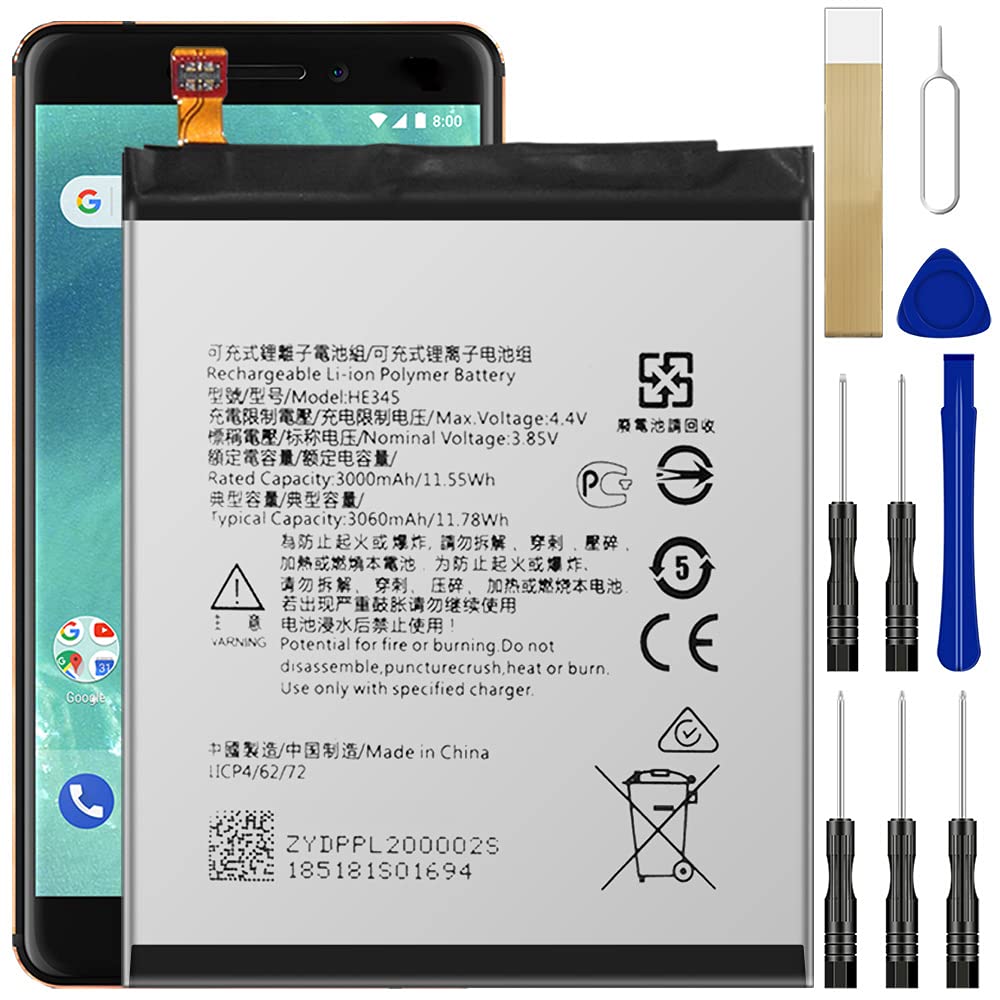 8:00
G
31
Google
可充式鋰離子電池組/可充式锂离子电池组
Rechargeable Li-ion Polymer Battery
型號/型号/Model:HE345
充電限制電壓/充电限制电压/Max.Voltage:4.4V
標稱電壓/标称电压/Nominal Voltage:3.85V
額定電容量/额定电容量/
Rated Capacity:3000mAh/11.55Wh
典型容量/典型容量/
Typical Capacity:3060mAh/11.78Wh
廢電池請回收
PG
5
CE
為防止起火或爆炸, 請勿拆解、穿刺, 壓碎、
加熱或燃燒本電池、为防止起火或爆炸.
请勿拆解、穿刺、压碎、加热或燃烧本电池.
若出现严重鼓胀请勿继续使用
电池浸水后禁止使用.
注 意
WARNING
Potential for fire or burning.Do not
disassemble,puncturecrush,heat or burn.
Use only with specified charger.
中國製造/中国制造/Made in China
1ICP4/62/72
ZYDPPL200002S
185181S01694